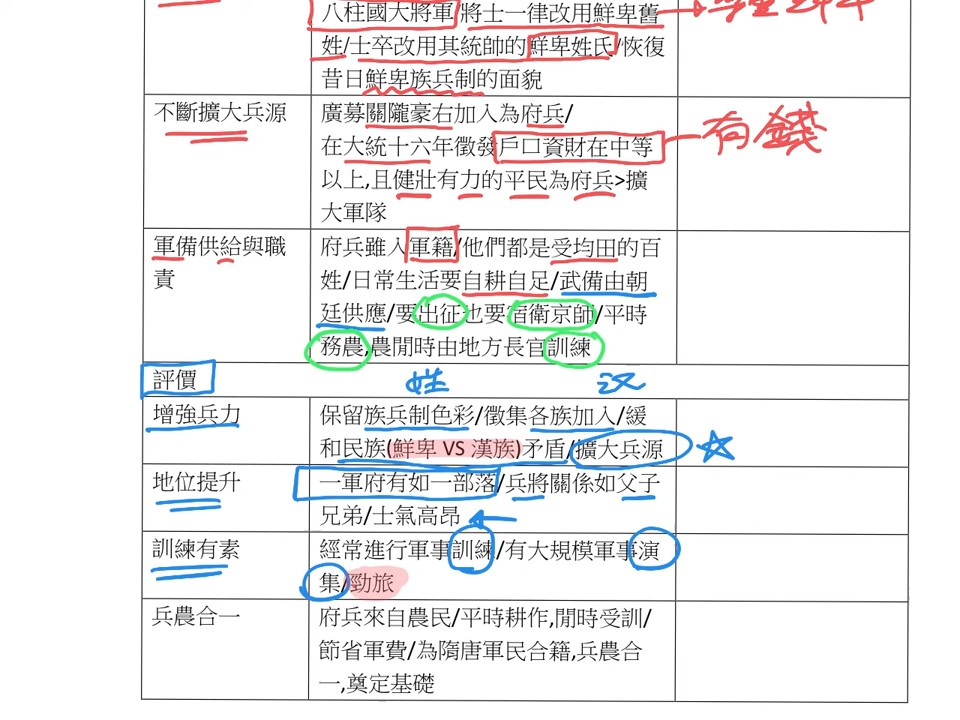 八柱國大將軍/將士一律改用鮮卑舊
姓/士卒改用其統帥的鮮卑姓氏/恢復
昔日鮮卑族兵制的面貌
不斷擴大兵源
廣募關隴豪右加入為府兵/
在大統十六年徵發戶口資財在中等
以上,且健壯有力的平民為府兵>擴
大軍隊
有錢
軍備供給與職
責
府兵雖入軍籍/他們都是受均田的百
姓/日常生活要自耕自足/武備由朝
廷供應/要出征也要宿衛京師/平時
務農,農閒時由地方長官訓練
評價
姓 汉
增強兵力
保留族兵制色彩/徵集各族加入/緩
和民族(鮮卑 VS 漢族)矛盾/擴大兵源
地位提升
一軍府有如一部落/兵將關係如父子
兄弟/士氣高昂
訓練有素
經常進行軍事訓練/有大規模軍事演
集/勁旅
兵農合一
府兵來自農民/平時耕作,閒時受訓/
節省軍費/為隋唐軍民合籍,兵農合
一,奠定基礎